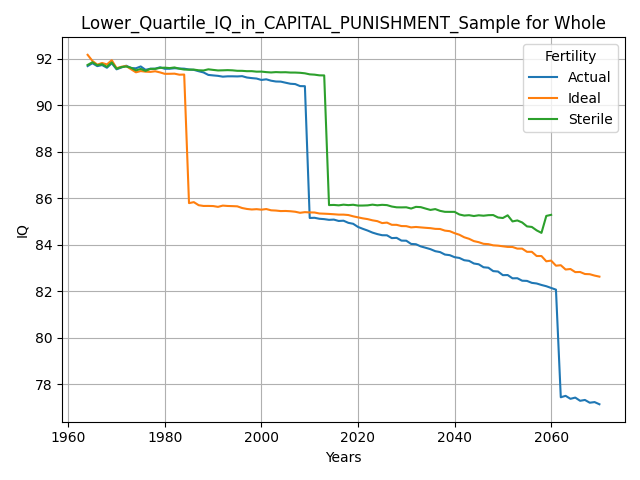 Lower_Quartile_IQ_in_CAPITAL_PUNISHMENT_Sample for Whole
Fertility
Actual
Ideal
Sterile
IQ
92
90
88
86
84
82
80
78
1960
1980
2000
2020
2040
2060
Years